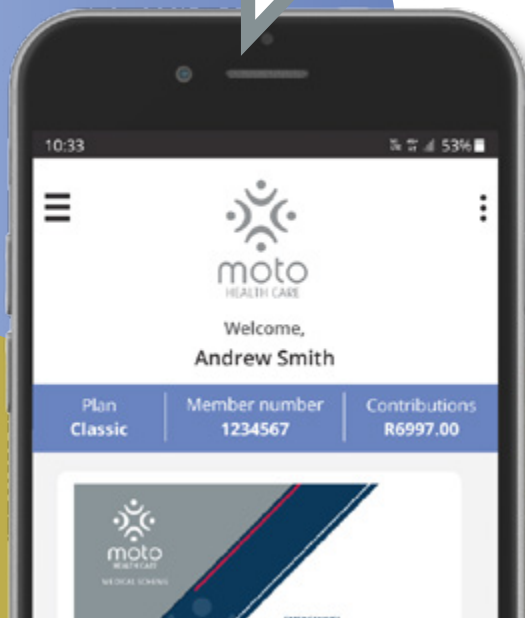 10:33 53%
moto
HEALTH CARE
Welcome,
Andrew Smith
Plan Member number Contributions
Classic 1234567 R6997.00
moto
HEALTH CARE
MEDICAL SCHEME